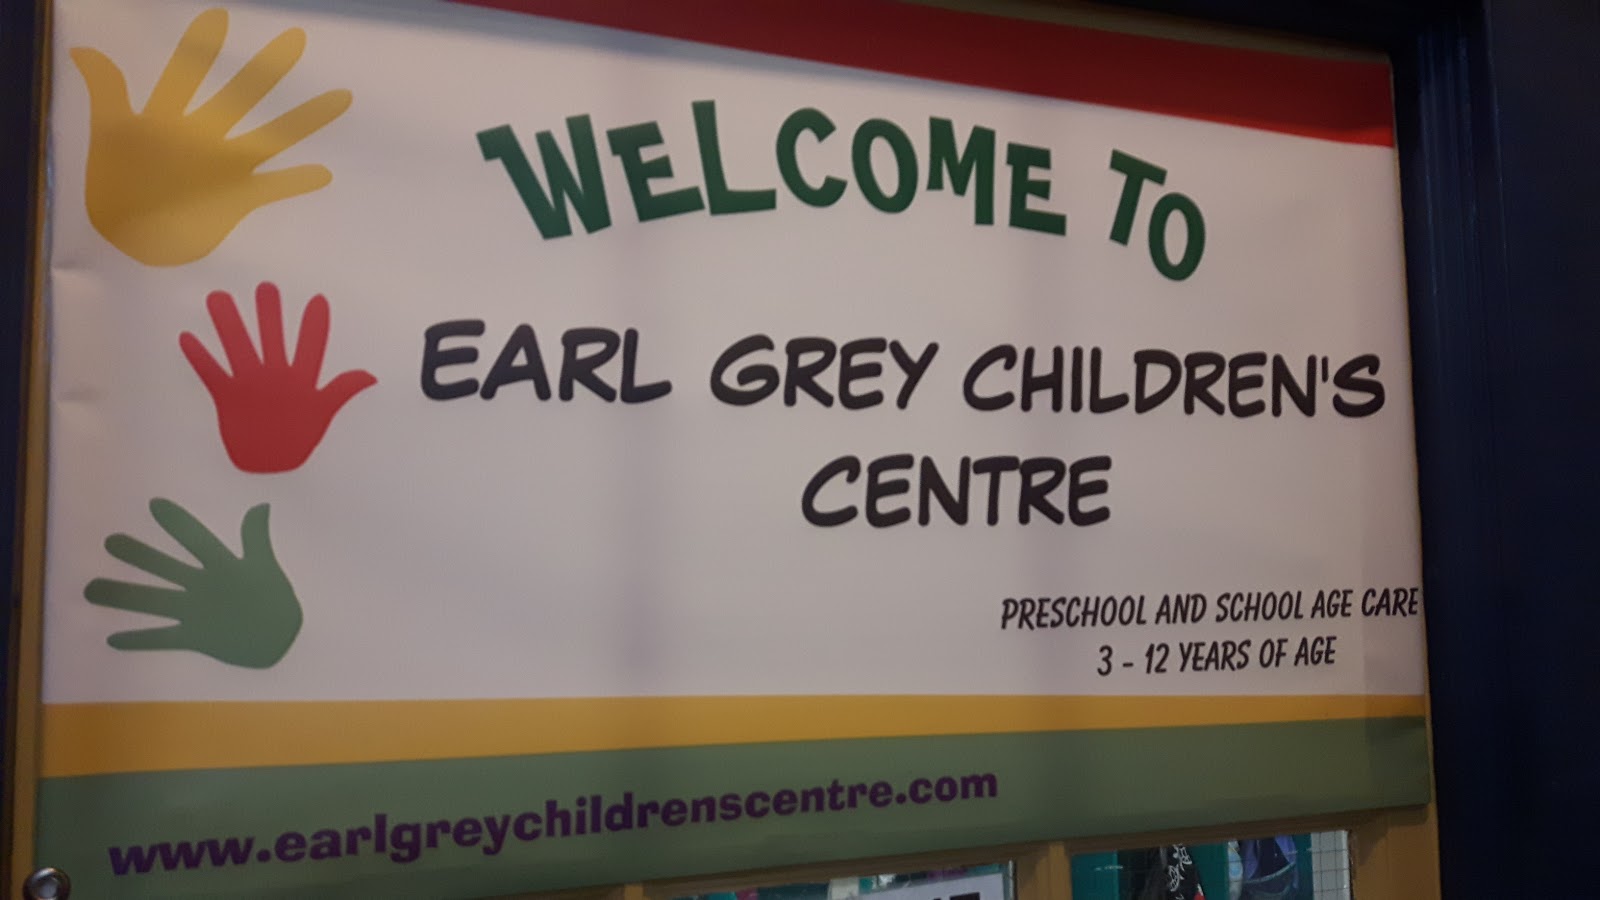 WELCOME TO
EARL GREY CHILDREN'S
CENTRE
PRESCHOOL AND SCHOOL AGE CARE
3 - 12 YEARS OF AGE
www.earlgreychildrenscentre.com